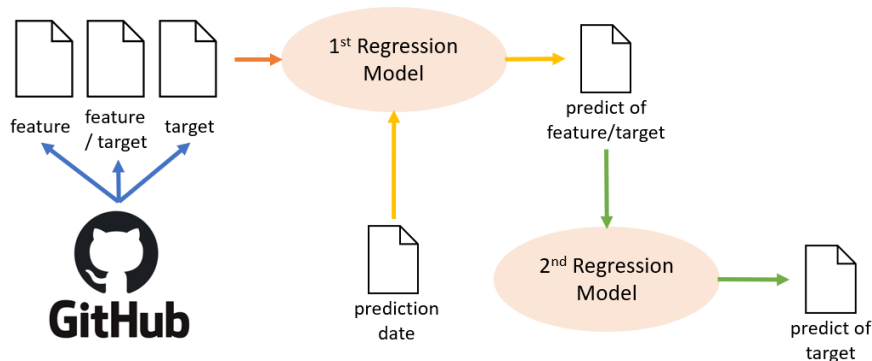 1st Regression
Model
feature
feature
/ target
target
predict of
feature/target
GitHub
prediction
date
2nd Regression
Model
predict of
target